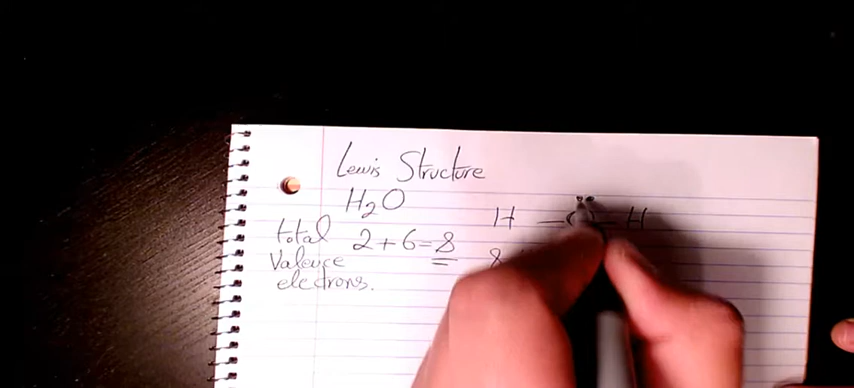 Lewis Structure
H₂O
H — O — H
total 2 + 6 = 8
Valence 8
electrons.